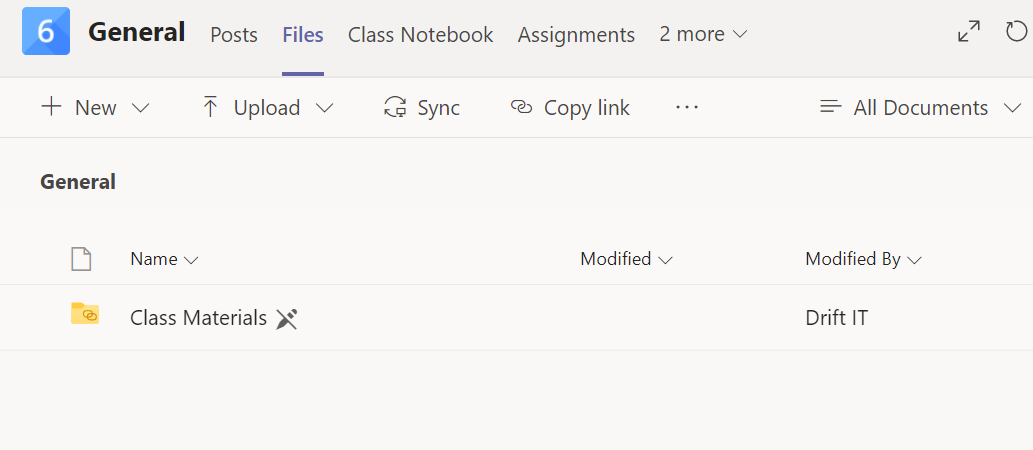 6 General Posts Files Class Notebook Assignments 2 more
New Upload Sync Copy link ... All Documents
General
Name Modified Modified By
Class Materials Drift IT